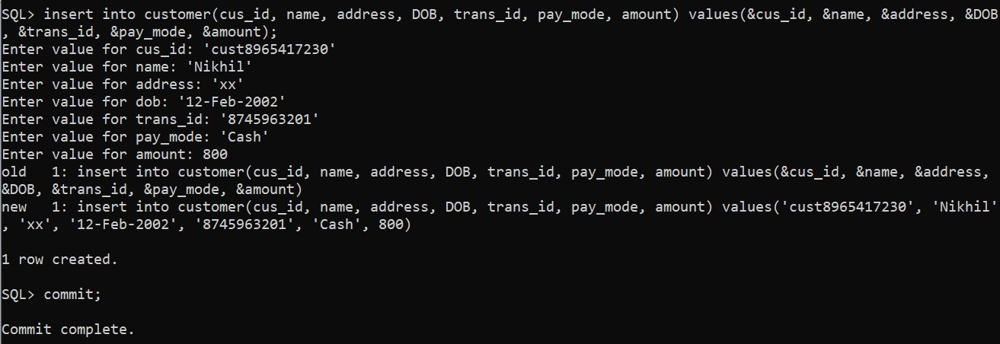 SQL> insert into customer(cus_id, name, address, DOB, trans_id, pay_mode, amount) values(&cus_id, &name, &address, &DOB
, &trans_id, &pay_mode, &amount);
Enter value for cus_id: 'cust8965417230'
Enter value for name: 'Nikhil'
Enter value for address: 'xx'
Enter value for dob: '12-Feb-2002'
Enter value for trans_id: '8745963201'
Enter value for pay_mode: 'Cash'
Enter value for amount: 800
old   1: insert into customer(cus_id, name, address, DOB, trans_id, pay_mode, amount) values(&cus_id, &name, &address,
&DOB, &trans_id, &pay_mode, &amount)
new   1: insert into customer(cus_id, name, address, DOB, trans_id, pay_mode, amount) values('cust8965417230', 'Nikhil'
, 'xx', '12-Feb-2002', '8745963201', 'Cash', 800)
1 row created.
SQL> commit;
Commit complete.